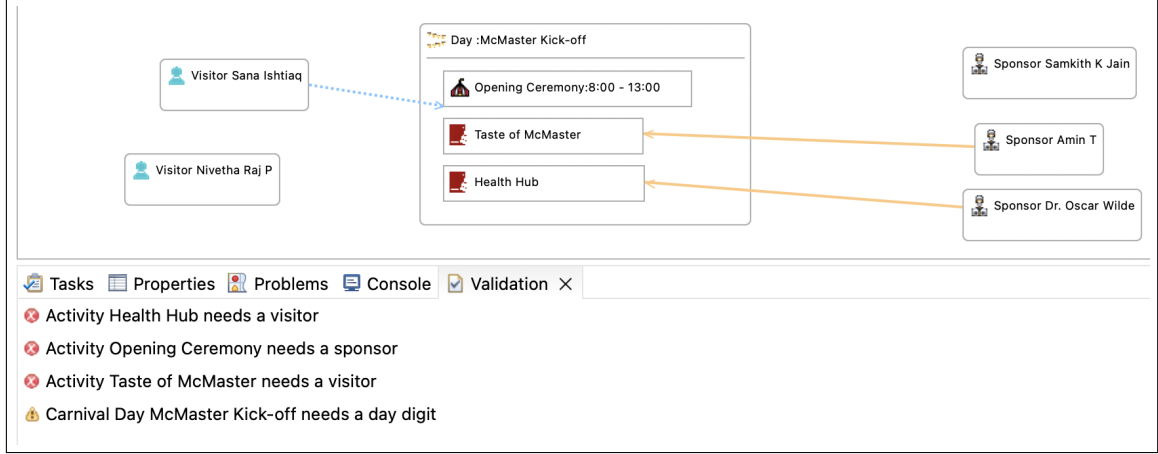 Day :McMaster Kick-off
Visitor Sana Ishtiaq
Sponsor Samkith K Jain
Opening Ceremony:8:00 - 13:00
Taste of McMaster
Sponsor Amin T
Visitor Nivetha Raj P
Health Hub
Sponsor Dr. Oscar Wilde
Tasks Properties Problems Console Validation
Activity Health Hub needs a visitor
Activity Opening Ceremony needs a sponsor
Activity Taste of McMaster needs a visitor
Carnival Day McMaster Kick-off needs a day digit